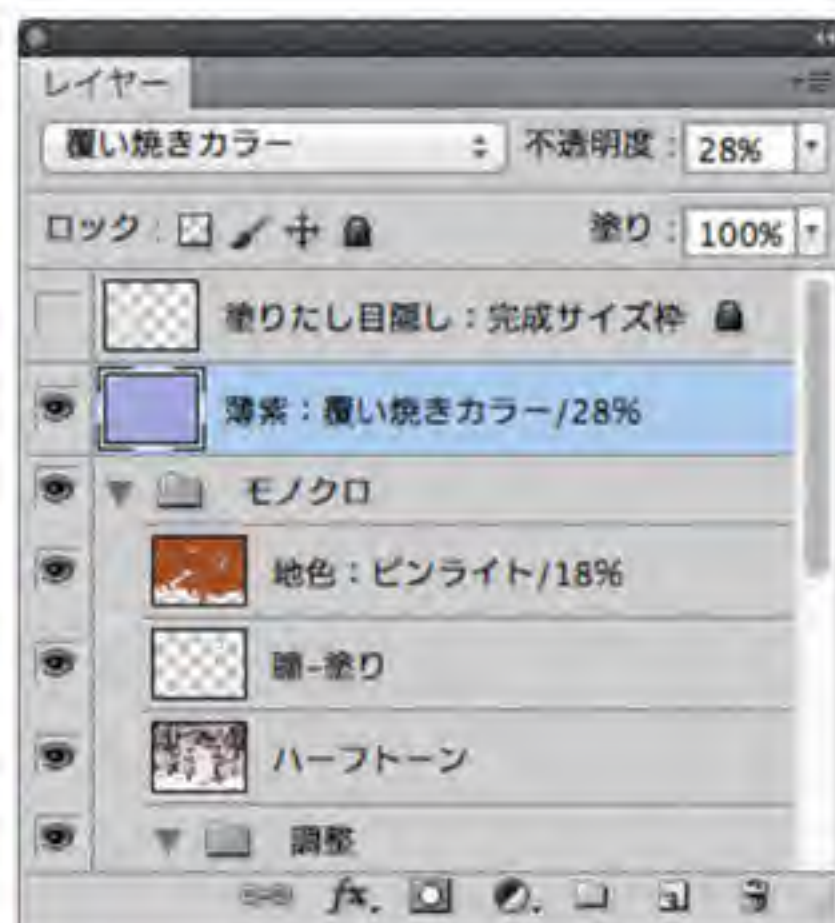 レイヤー
覆い焼きカラー 不透明度 : 28%
ロック : 塗り : 100%
塗りたし目隠し：完成サイズ枠
薄紫：覆い焼きカラー/28%
モノクロ
地色：ピンライト/18%
瞳-塗り
ハーフトーン
調整
fx.